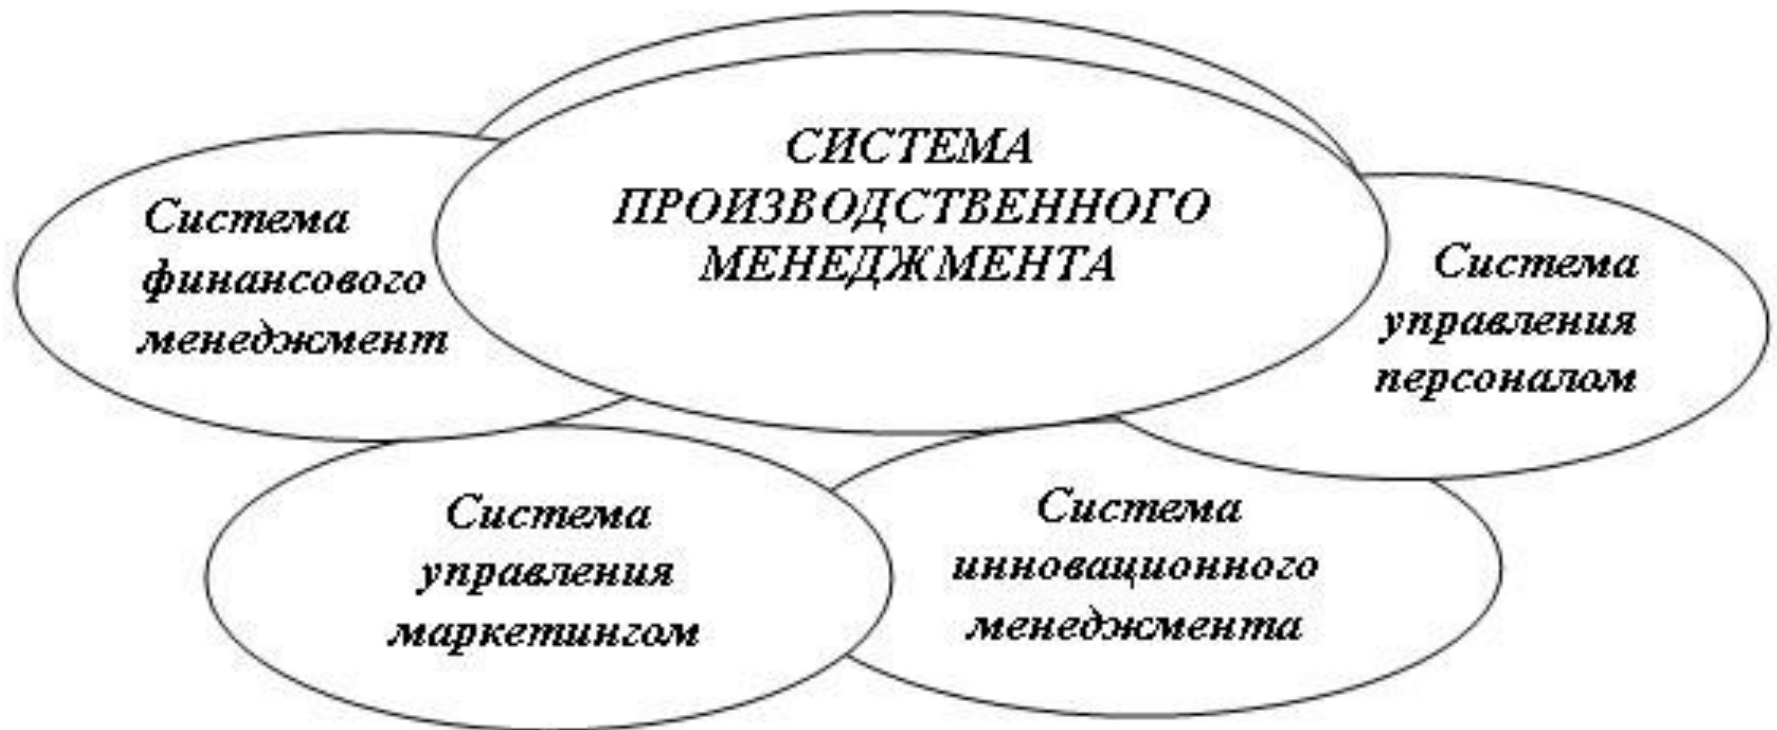 СИСТЕМА
ПРОИЗВОДСТВЕННОГО
МЕНЕДЖМЕНТА
Система
финансового
менеджмент
Система
управления
персоналом
Система
управления
маркетингом
Система
инновационного
менеджмента